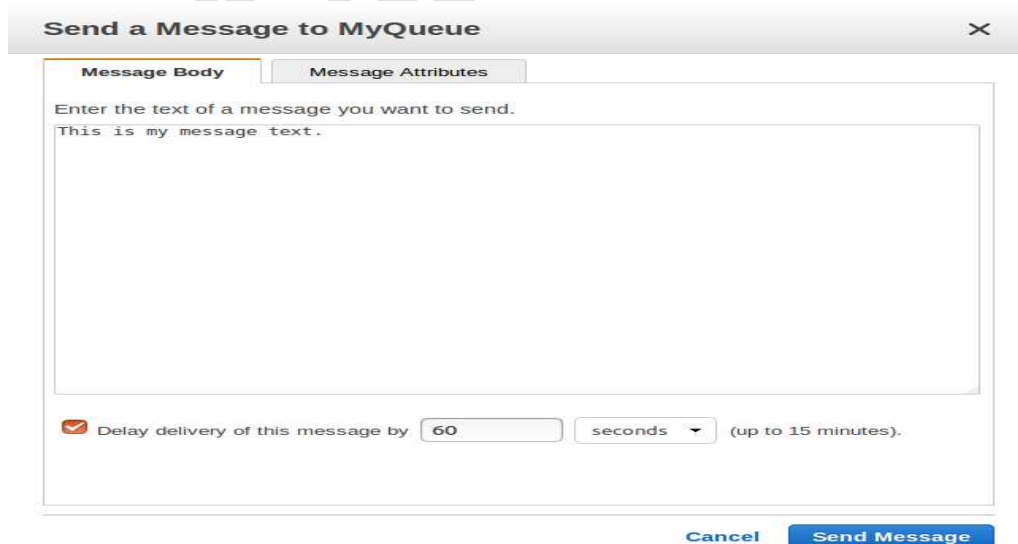 Send a Message to MyQueue
Message Body Message Attributes
Enter the text of a message you want to send.
This is my message text.
Delay delivery of this message by 60 seconds (up to 15 minutes).
Cancel Send Message